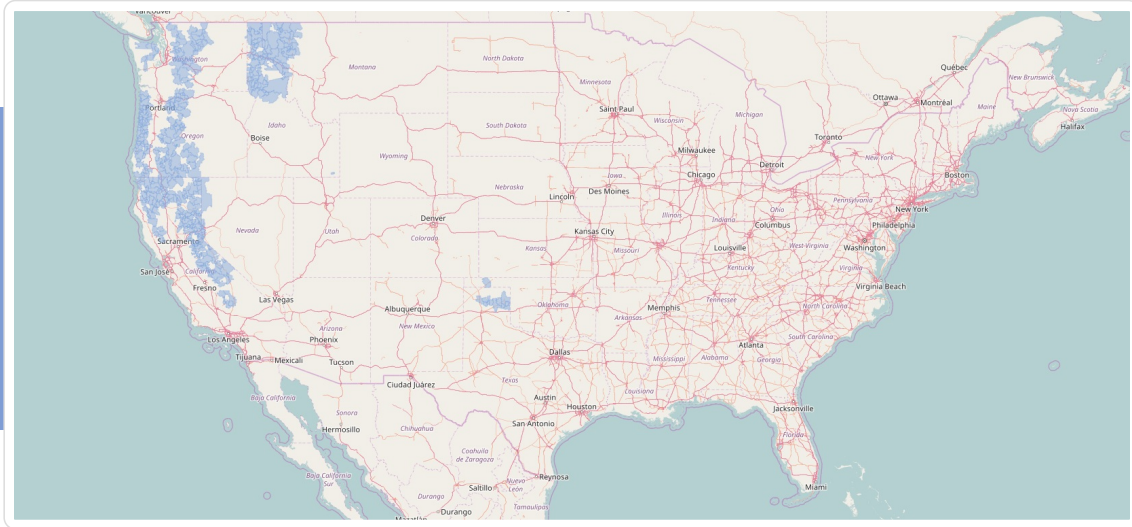 Vancouver
Washington
Portland
Oregon
Idaho
Boise
Montana
North Dakota
Minnesota
Saint Paul
South Dakota
Wisconsin
Michigan
Wyoming
Milwaukee
Chicago
Detroit
Nebraska
Iowa
Des Moines
Lincoln
Ottawa
Québec
Montréal
New Brunswick
Maine
Nova Scotia
Halifax
Toronto
New York
Boston
Pennsylvania
New York
Philadelphia
Ohio
Columbus
Illinois
Indiana
Washington
West Virginia
Nevada
Utah
Denver
Colorado
Kansas
Kansas City
Missouri
Louisville
Kentucky
Virginia
Virginia Beach
Sacramento
San José
California
Fresno
Las Vegas
Albuquerque
New Mexico
Oklahoma
Arkansas
Memphis
Tennessee
North Carolina
South Carolina
Los Angeles
Arizona
Phoenix
Tijuana
Mexicali
Tucson
Ciudad Juárez
Dallas
Texas
Mississippi
Alabama
Georgia
Atlanta
Baja California
Sonora
Hermosillo
Chihuahua
Austin
San Antonio
Houston
Louisiana
Jacksonville
Florida
Miami
Coahuila
de Zaragoza
Baja California
Sur
Reynosa
Nuevo
León
Saltillo
Durango
Durango
Tamaulipas
Mazatlán